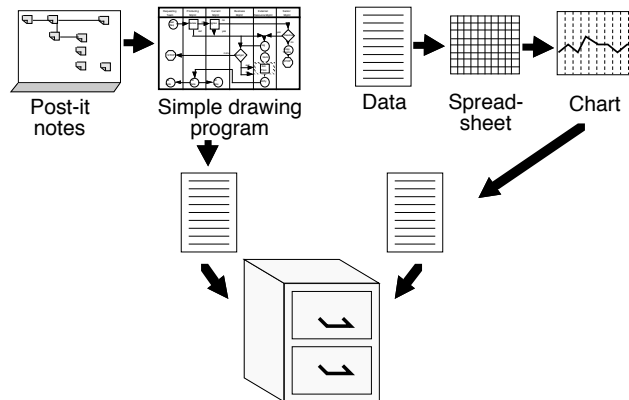 Post-it
notes
Simple drawing
program
Data
Spread-
sheet
Chart